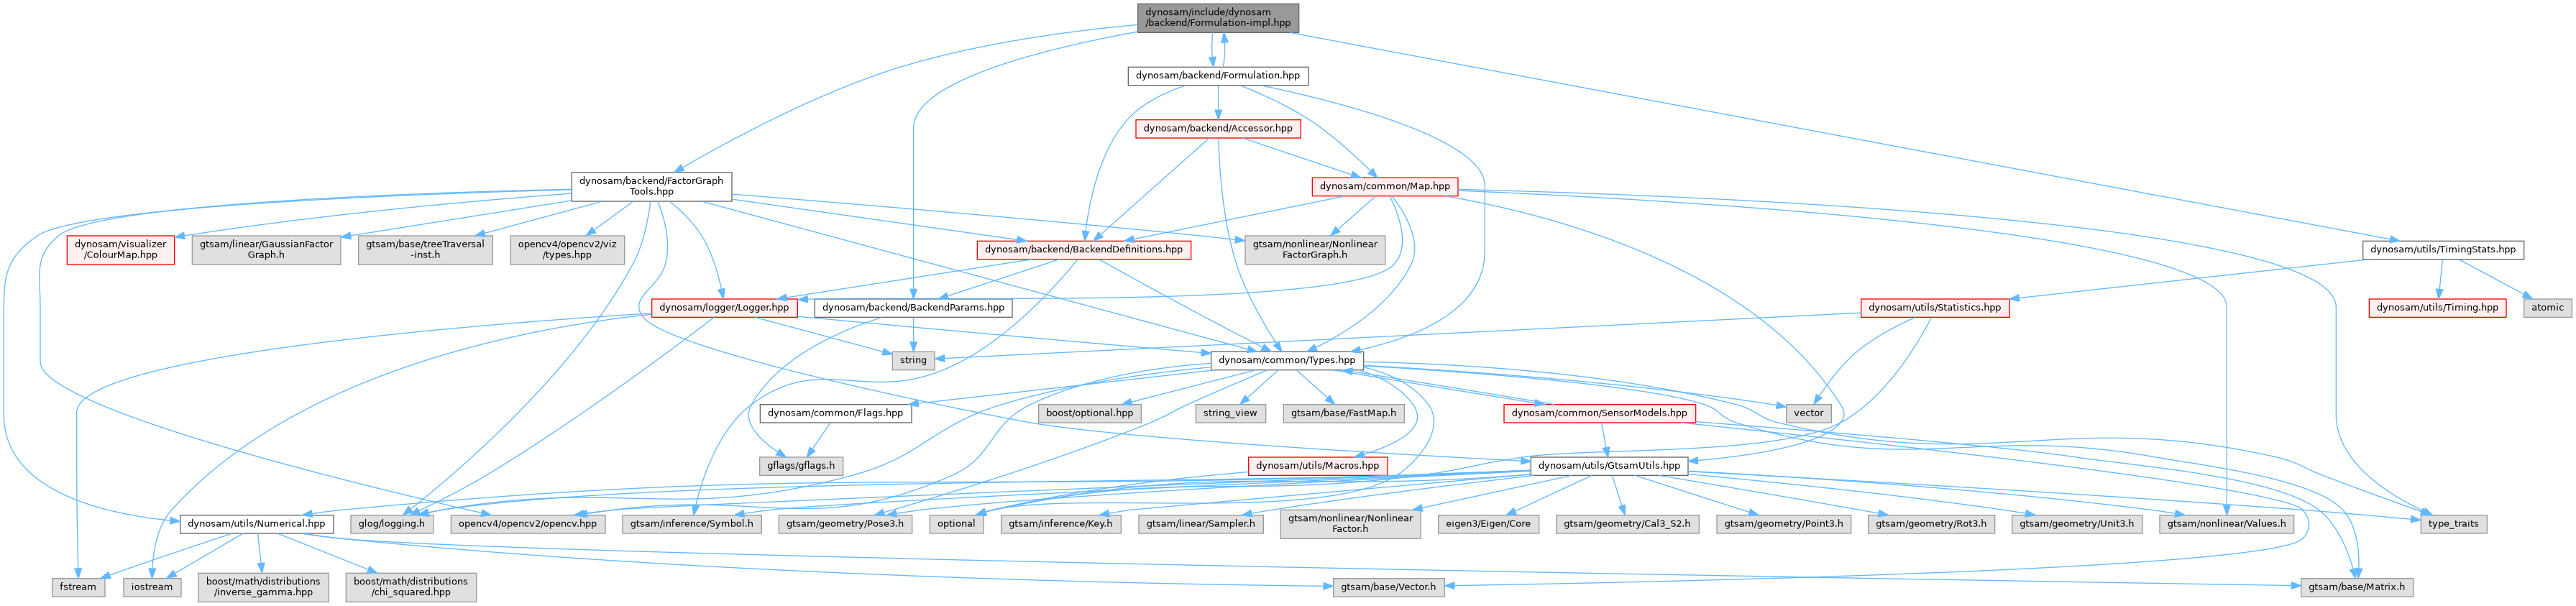 dynosam/include/dynosam
/backend/Formulation-impl.hpp
dynosam/backend/Formulation.hpp
dynosam/backend/Accessor.hpp
dynosam/backend/FactorGraph
Tools.hpp
dynosam/common/Map.hpp
dynosam/visualizer
/ColourMap.hpp
gtsam/linear/GaussianFactor
Graph.h
gtsam/base/treeTraversal
-inst.h
opencv4/opencv2/viz
/types.hpp
dynosam/backend/BackendDefinitions.hpp
gtsam/nonlinear/Nonlinear
FactorGraph.h
dynosam/utils/TimingStats.hpp
dynosam/logger/Logger.hpp
dynosam/backend/BackendParams.hpp
dynosam/utils/Statistics.hpp
dynosam/utils/Timing.hpp
atomic
string
dynosam/common/Types.hpp
dynosam/common/Flags.hpp
boost/optional.hpp
string_view
gtsam/base/FastMap.h
dynosam/common/SensorModels.hpp
vector
gflags/gflags.h
dynosam/utils/Macros.hpp
dynosam/utils/GtsamUtils.hpp
dynosam/utils/Numerical.hpp
glog/logging.h
opencv4/opencv2/opencv.hpp
gtsam/inference/Symbol.h
gtsam/geometry/Pose3.h
optional
gtsam/inference/Key.h
gtsam/linear/Sampler.h
gtsam/nonlinear/Nonlinear
Factor.h
eigen3/Eigen/Core
gtsam/geometry/Cal3_S2.h
gtsam/geometry/Point3.h
gtsam/geometry/Rot3.h
gtsam/geometry/Unit3.h
gtsam/nonlinear/Values.h
type_traits
fstream
iostream
boost/math/distributions
/inverse_gamma.hpp
boost/math/distributions
/chi_squared.hpp
gtsam/base/Vector.h
gtsam/base/Matrix.h